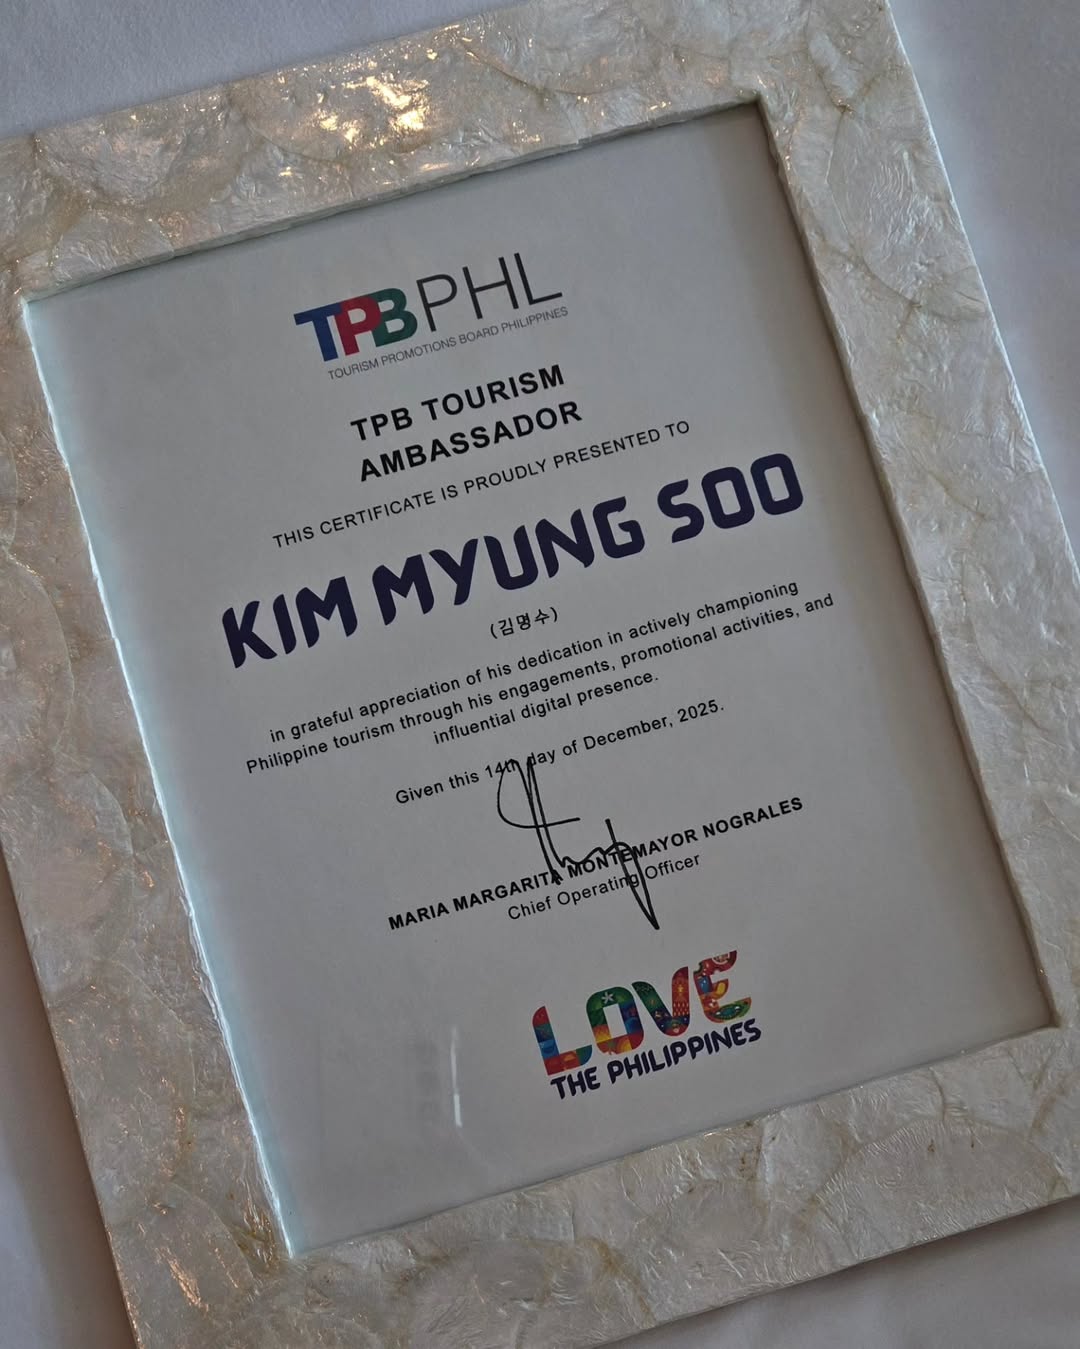 TPBPHL
TOURISM PROMOTIONS BOARD PHILIPPINES
TPB TOURISM
AMBASSADOR
THIS CERTIFICATE IS PROUDLY PRESENTED TO
KIM MYUNG SOO
(김명수)
in grateful appreciation of his dedication in actively championing
Philippine tourism through his engagements, promotional activities, and
influential digital presence.
Given this 14th day of December, 2025.
MARIA MARGARITA MONTEMAYOR NOGRALES
Chief Operating Officer
LOVE
THE PHILIPPINES